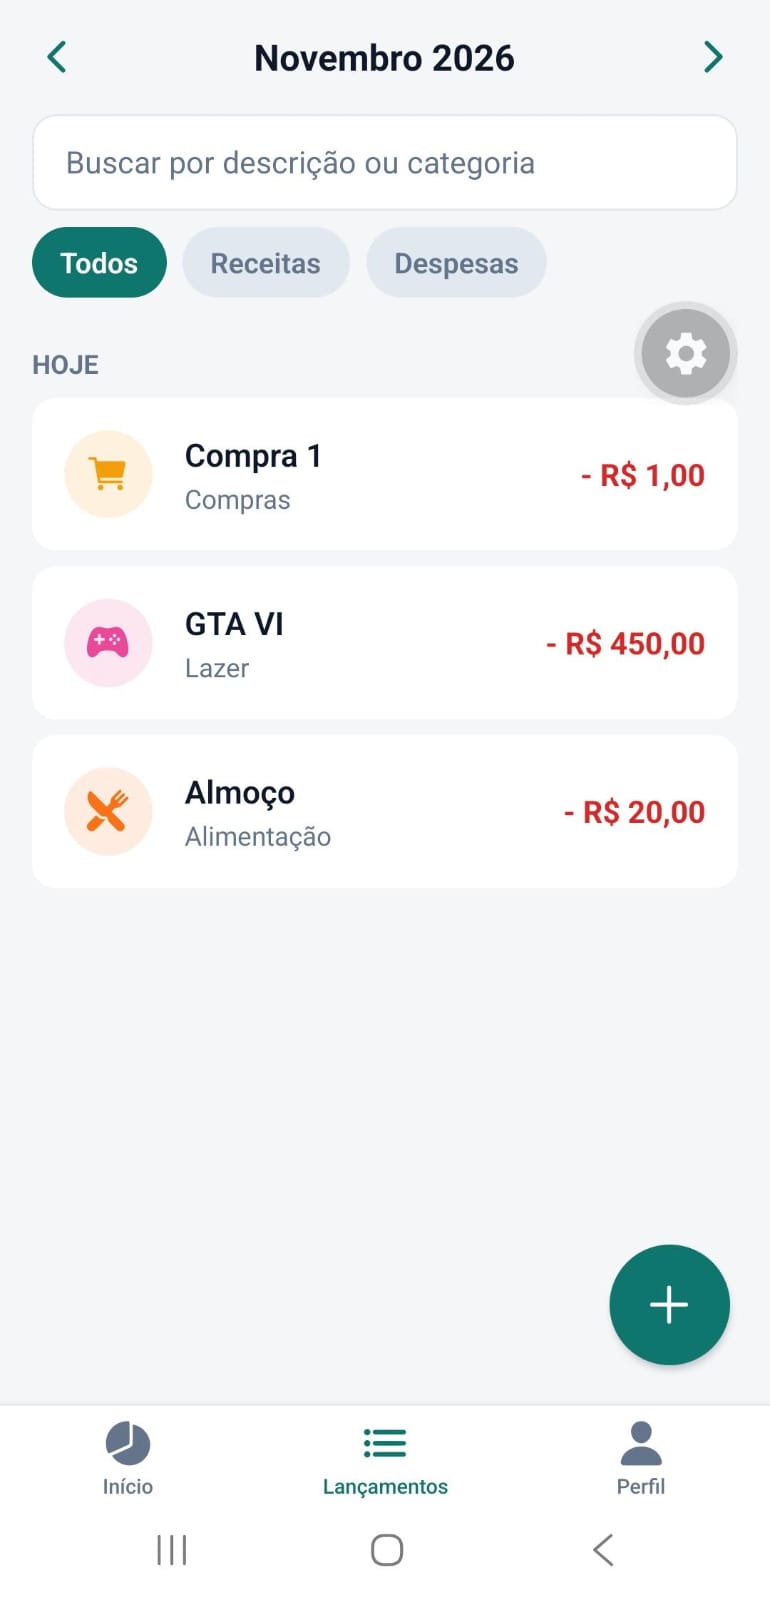 Novembro 2026
Buscar por descrição ou categoria
Todos Receitas Despesas
HOJE
Compra 1
Compras
- R$ 1,00
GTA VI
Lazer
- R$ 450,00
Almoço
Alimentação
- R$ 20,00
Início Lançamentos Perfil